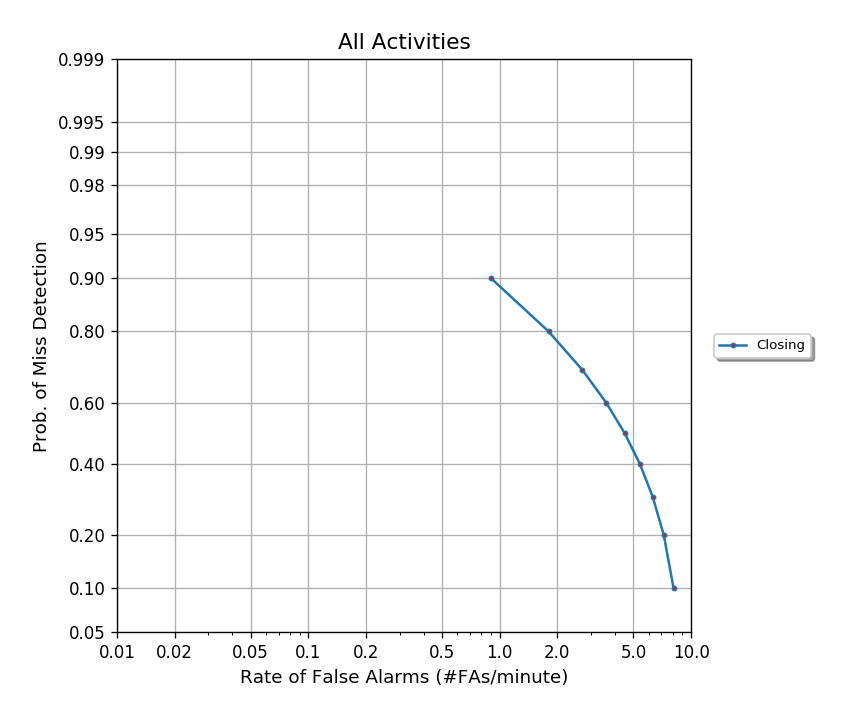 All Activities
0.999
0.995
0.99
0.98
0.95
0.90
0.80
0.60
0.40
0.20
0.10
0.05
Prob. of Miss Detection
Closing
0.01 0.02 0.05 0.1 0.2 0.5 1.0 2.0 5.0 10.0
Rate of False Alarms (#FAs/minute)